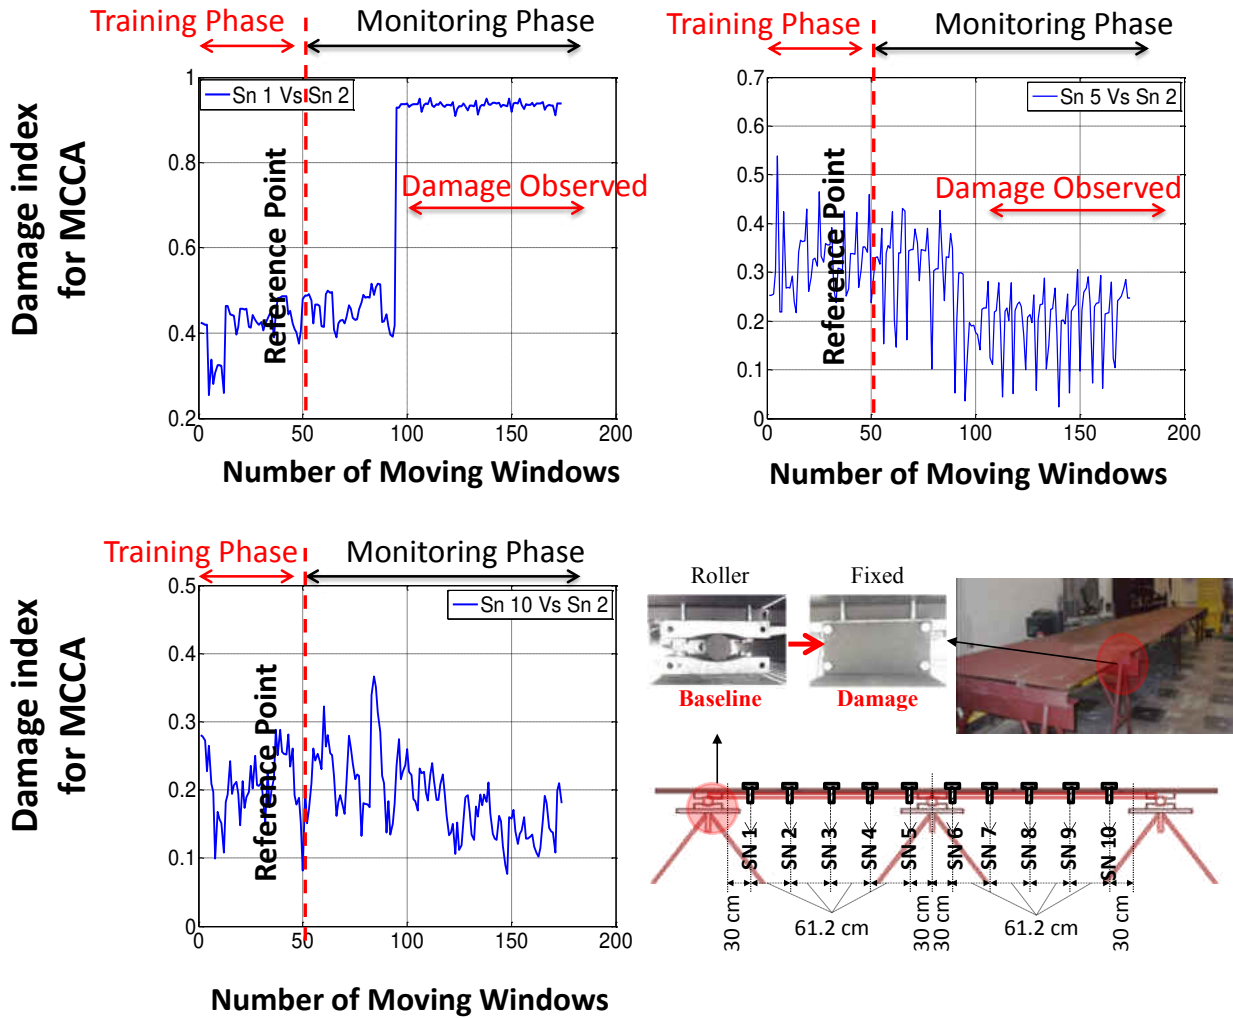 Training Phase
Monitoring Phase
Damage index
for MCCA
1
0.8
0.6
0.4
0.2
Sn 1 Vs Sn 2
Reference Point
Damage Observed
0
50
100
150
200
Number of Moving Windows
Training Phase
Monitoring Phase
0.7
0.6
0.5
0.4
0.3
0.2
0.1
0
Sn 5 Vs Sn 2
Reference Point
Damage Observed
0
50
100
150
200
Number of Moving Windows
Training Phase
Monitoring Phase
Damage index
for MCCA
0.5
0.4
0.3
0.2
0.1
0
Sn 10 Vs Sn 2
Reference Point
0
50
100
150
200
Number of Moving Windows
Roller
Fixed
Baseline
Damage
SN 1
SN 2
SN 3
SN 4
SN 5
SN 6
SN 7
SN 8
SN 9
SN 10
30 cm
61.2 cm
30 cm
30 cm
61.2 cm
30 cm